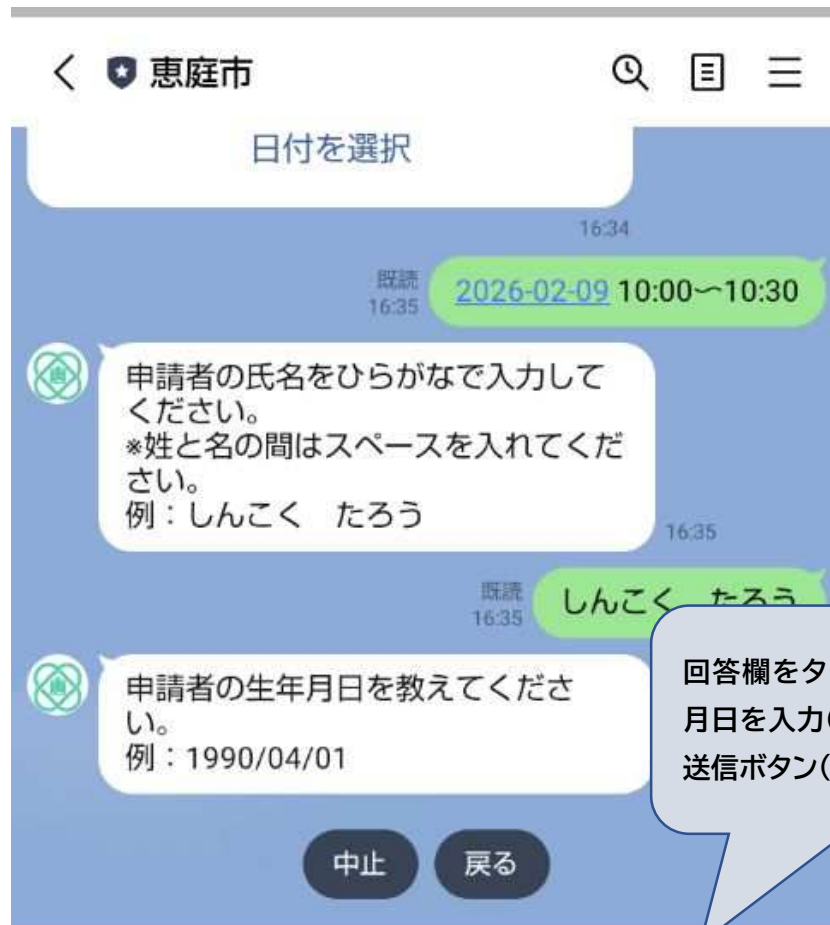 恵庭市
日付を選択
16:34
既読
16:35
2026-02-09 10:00〜10:30
申請者の氏名をひらがなで入力して
ください。
※姓と名の間はスペースを入れてくだ
さい。
例：しんこく　たろう
16:35
既読
16:35
しんこく　たろう
申請者の生年月日を教えてくださ
い。
例：1990/04/01
回答欄をタ
月日を入力
送信ボタン(
中止
戻る